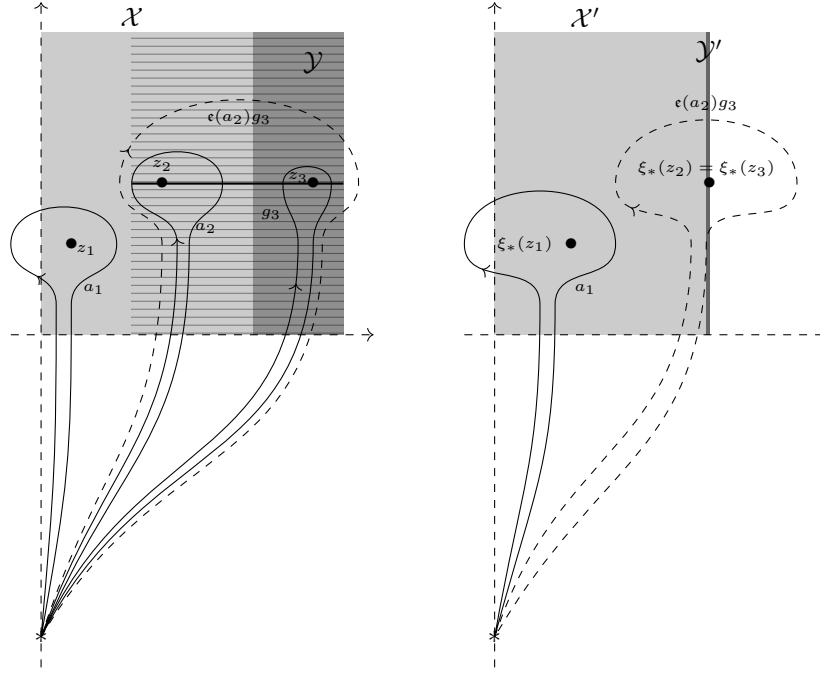 𝒳
𝒴
𝔢(a₂)g₃
z₂
z₃
g₃
a₂
z₁
a₁
*
𝒳′
𝒴′
𝔢(a₂)g₃
ξ∗(z₂) = ξ∗(z₃)
ξ∗(z₁)
a₁
*